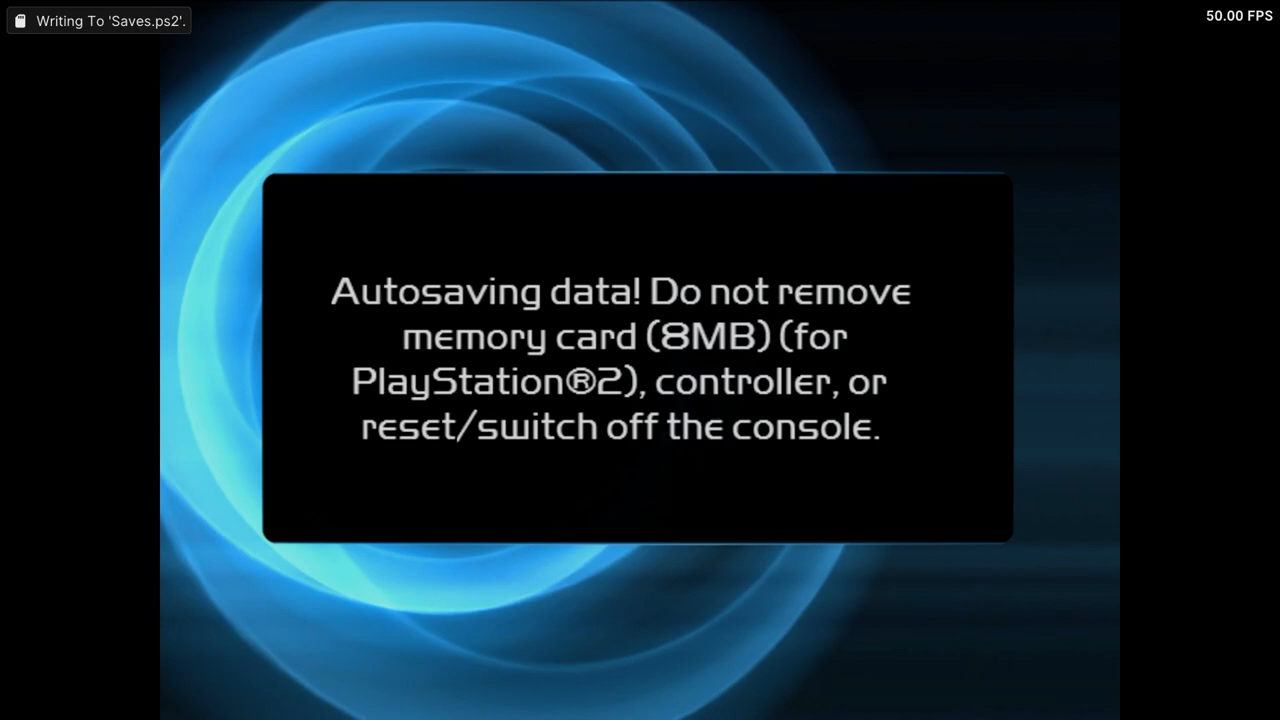 Writing To 'Saves.ps2'.
50.00 FPS
Autosaving data! Do not remove
memory card (8MB) (for
PlayStation®2), controller, or
reset/switch off the console.